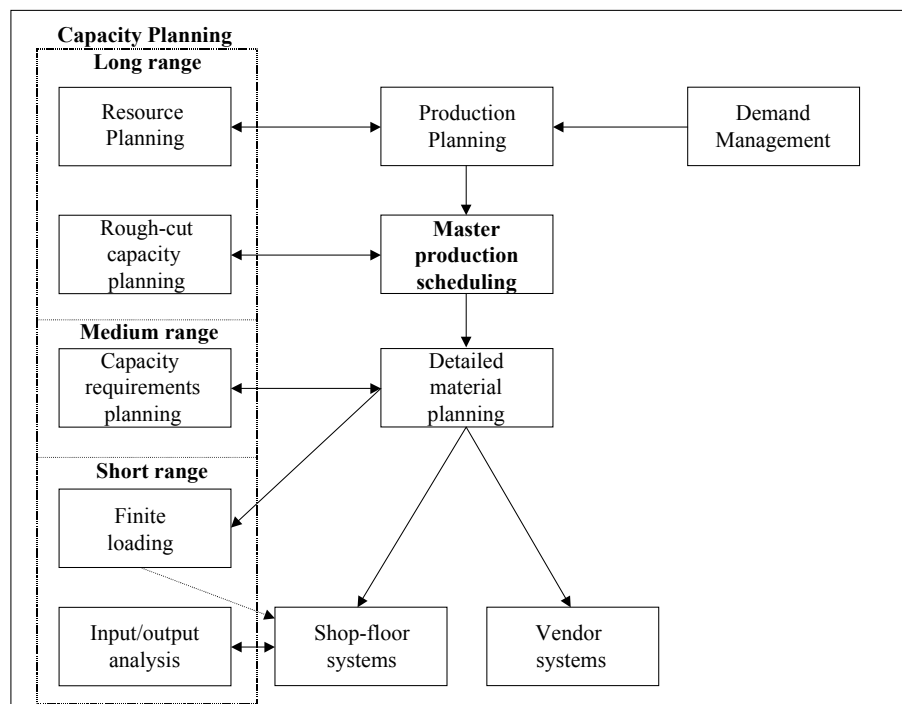 Capacity Planning
Long range
Resource
Planning
Production
Planning
Demand
Management
Rough-cut
capacity
planning
Master
production
scheduling
Medium range
Capacity
requirements
planning
Detailed
material
planning
Short range
Finite
loading
Input/output
analysis
Shop-floor
systems
Vendor
systems